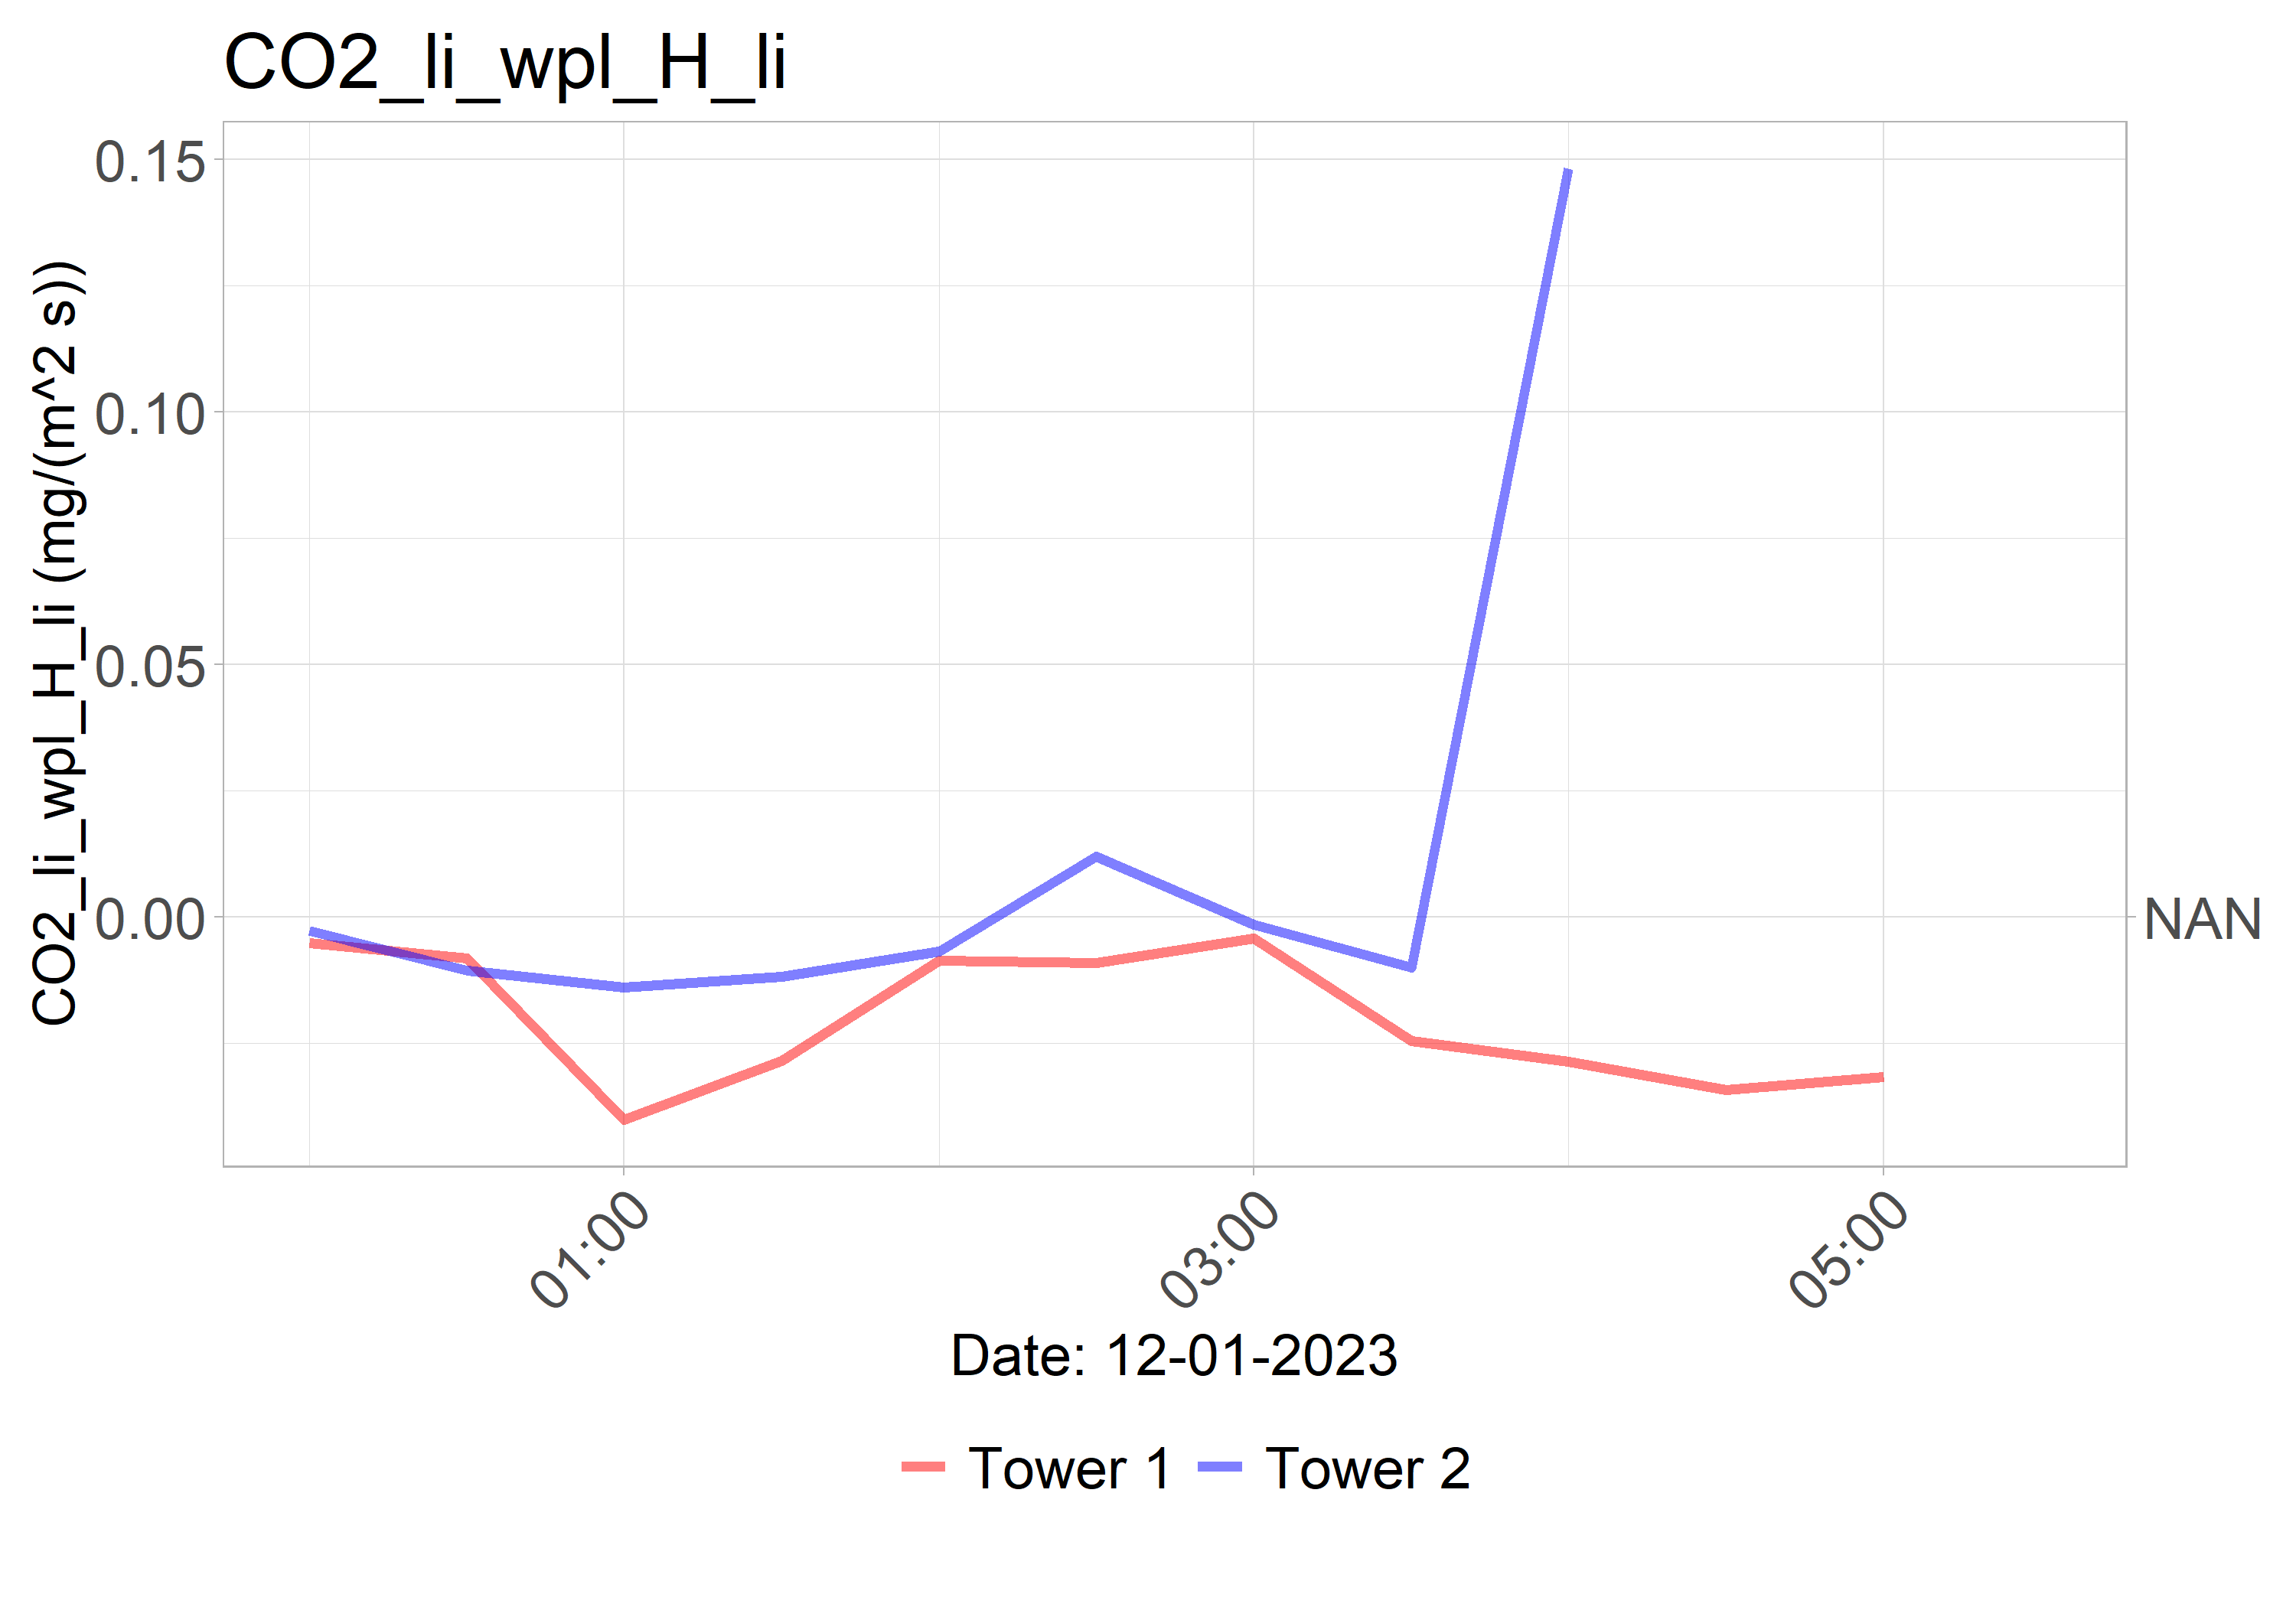 CO2_li_wpl_H_li
CO2_li_wpl_H_li (mg/(m^2 s))
0.15
0.10
0.05
0.00
NAN
01:00
03:00
05:00
Date: 12-01-2023
Tower 1
Tower 2